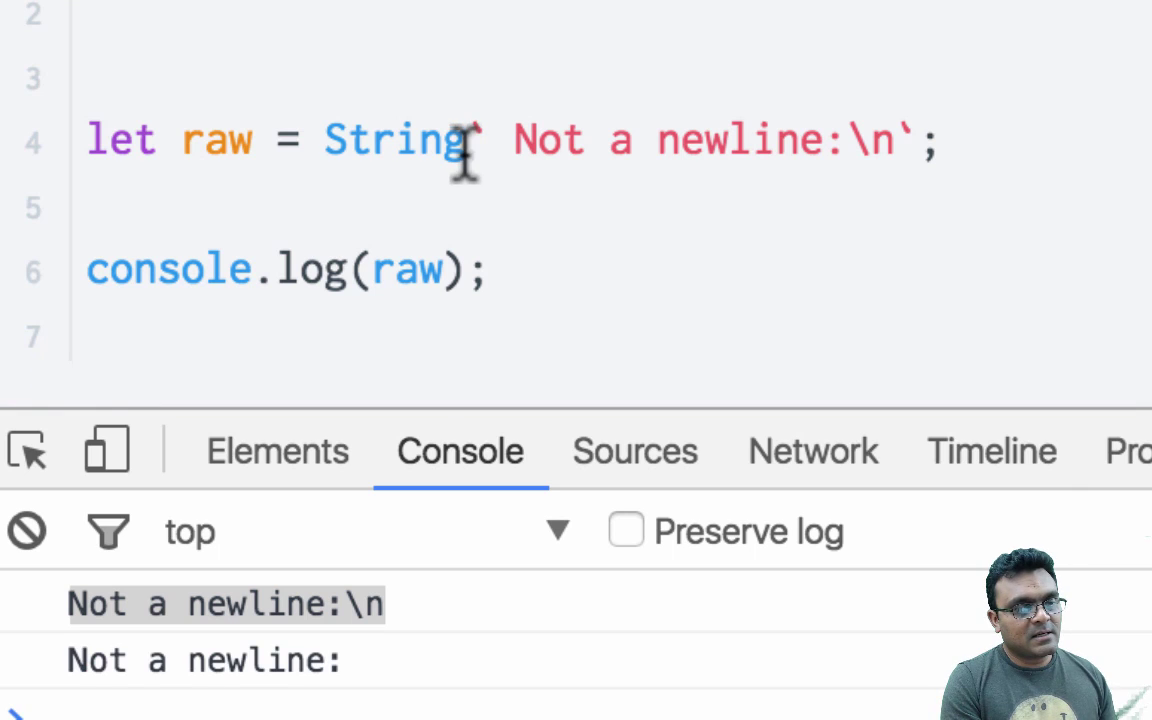 2
3
4 let raw = String` Not a newline:\n`;
5
6 console.log(raw);
7
Elements Console Sources Network Timeline Pro
top Preserve log
Not a newline:\n
Not a newline: